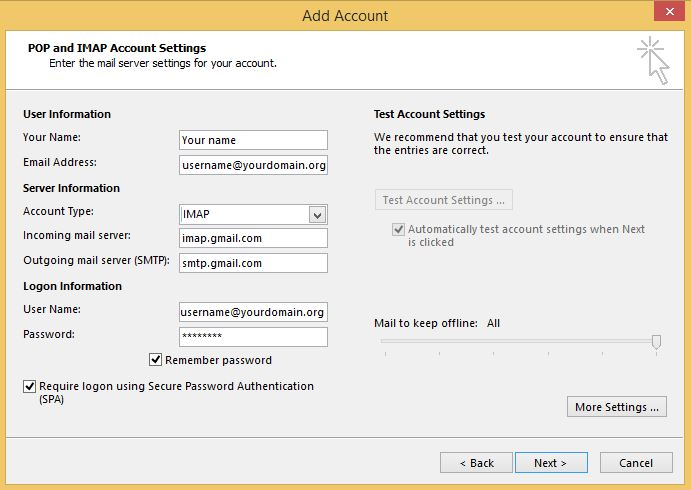 Add Account
POP and IMAP Account Settings
Enter the mail server settings for your account.
User Information
Your Name:
Your name
Email Address:
username@yourdomain.org
Server Information
Account Type:
IMAP
Incoming mail server:
imap.gmail.com
Outgoing mail server (SMTP):
smtp.gmail.com
Logon Information
User Name:
username@yourdomain.org
Password:
********
Remember password
Require logon using Secure Password Authentication
(SPA)
Test Account Settings
We recommend that you test your account to ensure that
the entries are correct.
Test Account Settings ...
Automatically test account settings when Next
is clicked
Mail to keep offline: All
More Settings ...
< Back
Next >
Cancel